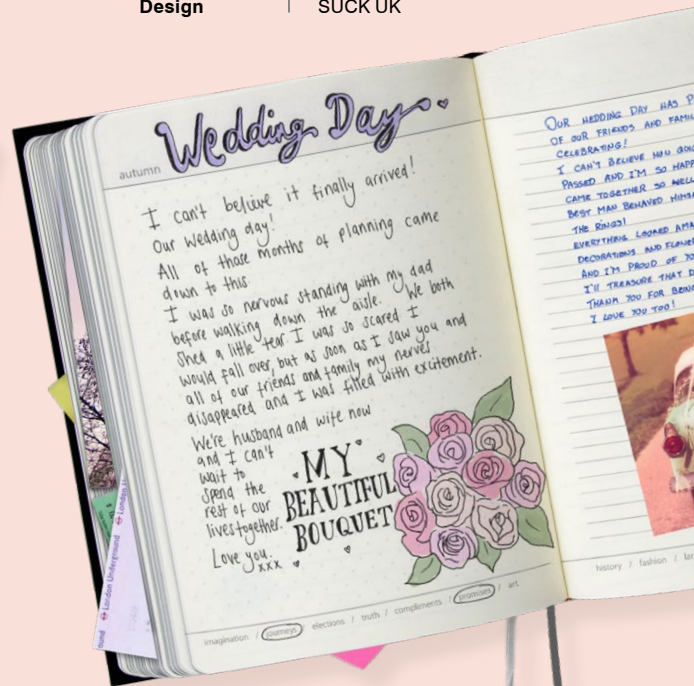 Design | SUCK UK
autumn Wedding Day
I can't believe it finally arrived!
Our wedding day!
All of those months of planning came
down to this.
I was so nervous standing with my dad
before walking down the aisle. We both
shed a little tear. I was so scared I
would fall over, but as soon as I saw you and
all of our friends and family my nerves
disappeared and I was filled with excitement.
We're husband and wife now
and I can't
wait to
spend the
rest of our
lives together.
Love you.
xxx
MY
BEAUTIFUL
BOUQUET
imagination / journeys / elections / truth / compliments / promises / art
London Underground
London U
OUR WEDDING DAY HAS P
OF OUR FRIENDS AND FAMIL
CELEBRATING!
I CAN'T BELIEVE HOW QUIC
PASSED AND I'M SO HAPP
CAME TOGETHER SO WELL
BEST MAN BEHAVED HIMSE
THE RINGS!
EVERYTHING LOOKED AMA
DECORATIONS AND FLOWE
AND I'M PROUD OF YO
I'LL TREASURE THAT D
THANK YOU FOR BEING
I LOVE YOU TOO!
history / fashion / lan